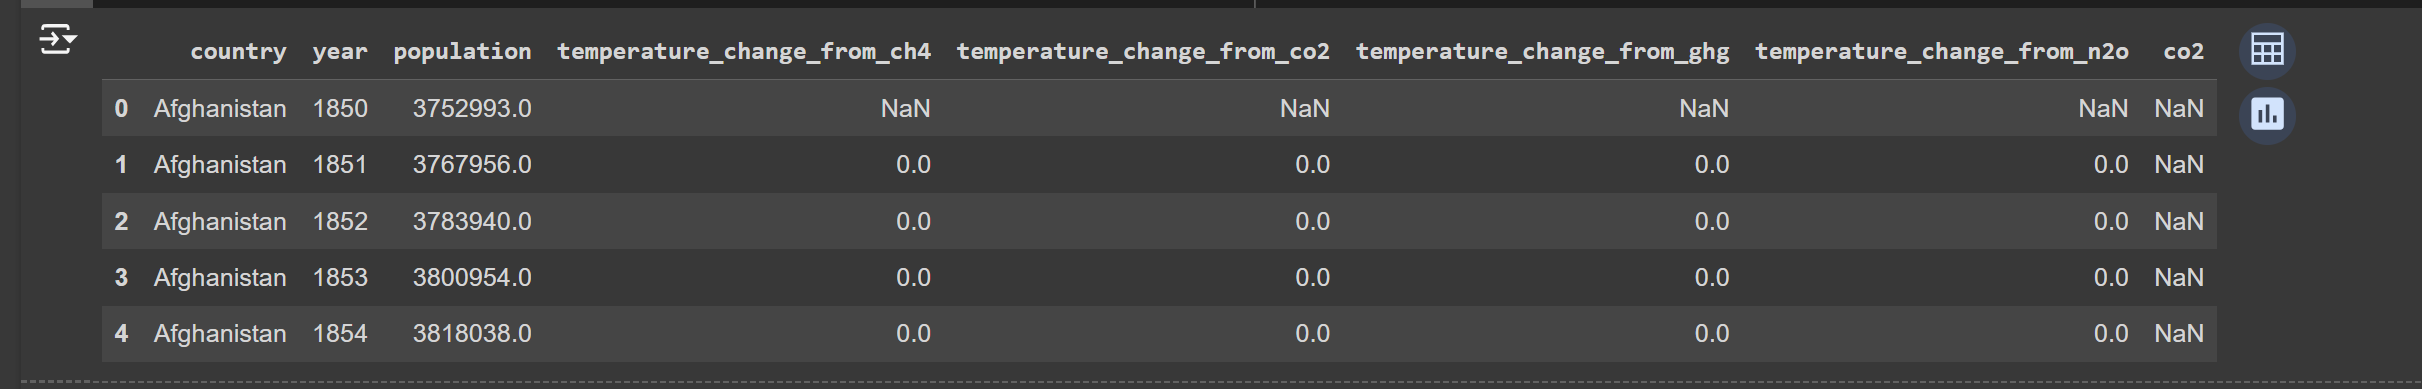 country year population temperature_change_from_ch4 temperature_change_from_co2 temperature_change_from_ghg temperature_change_from_n2o co2
0 Afghanistan 1850 3752993.0 NaN NaN NaN NaN NaN
1 Afghanistan 1851 3767956.0 0.0 0.0 0.0 0.0 NaN
2 Afghanistan 1852 3783940.0 0.0 0.0 0.0 0.0 NaN
3 Afghanistan 1853 3800954.0 0.0 0.0 0.0 0.0 NaN
4 Afghanistan 1854 3818038.0 0.0 0.0 0.0 0.0 NaN